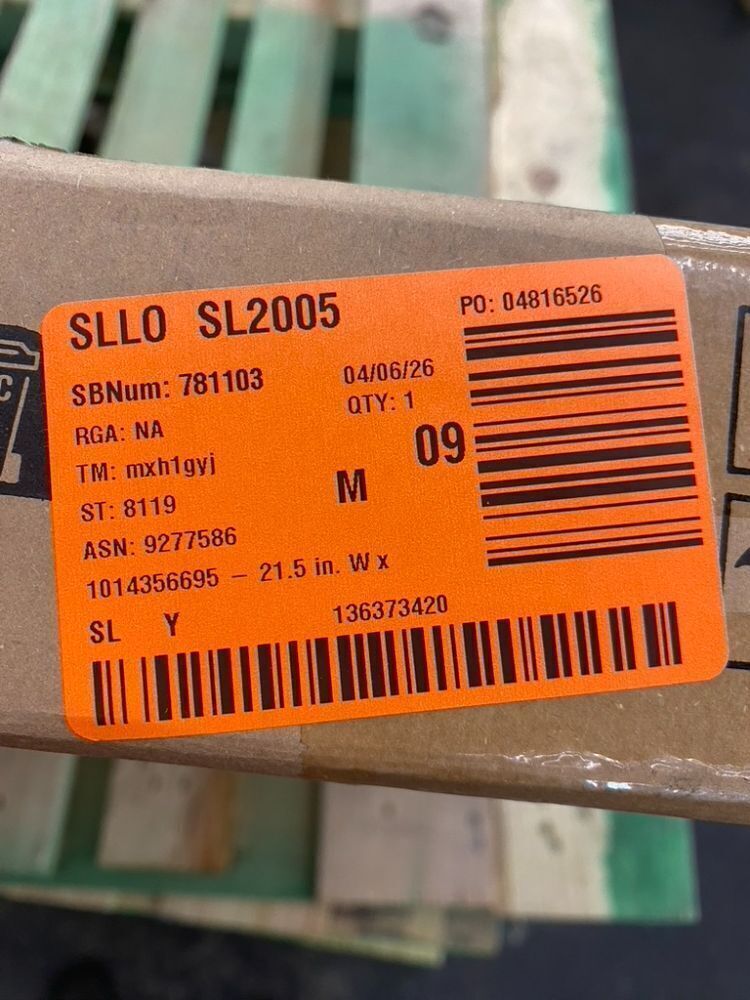 SLLO SL2005
PO: 04816526
SBNum: 781103
04/06/26
RGA: NA
QTY: 1
09
TM: mxh1gyj
M
ST: 8119
ASN: 9277586
1014356695 – 21.5 in. W x
SL Y
136373420
C